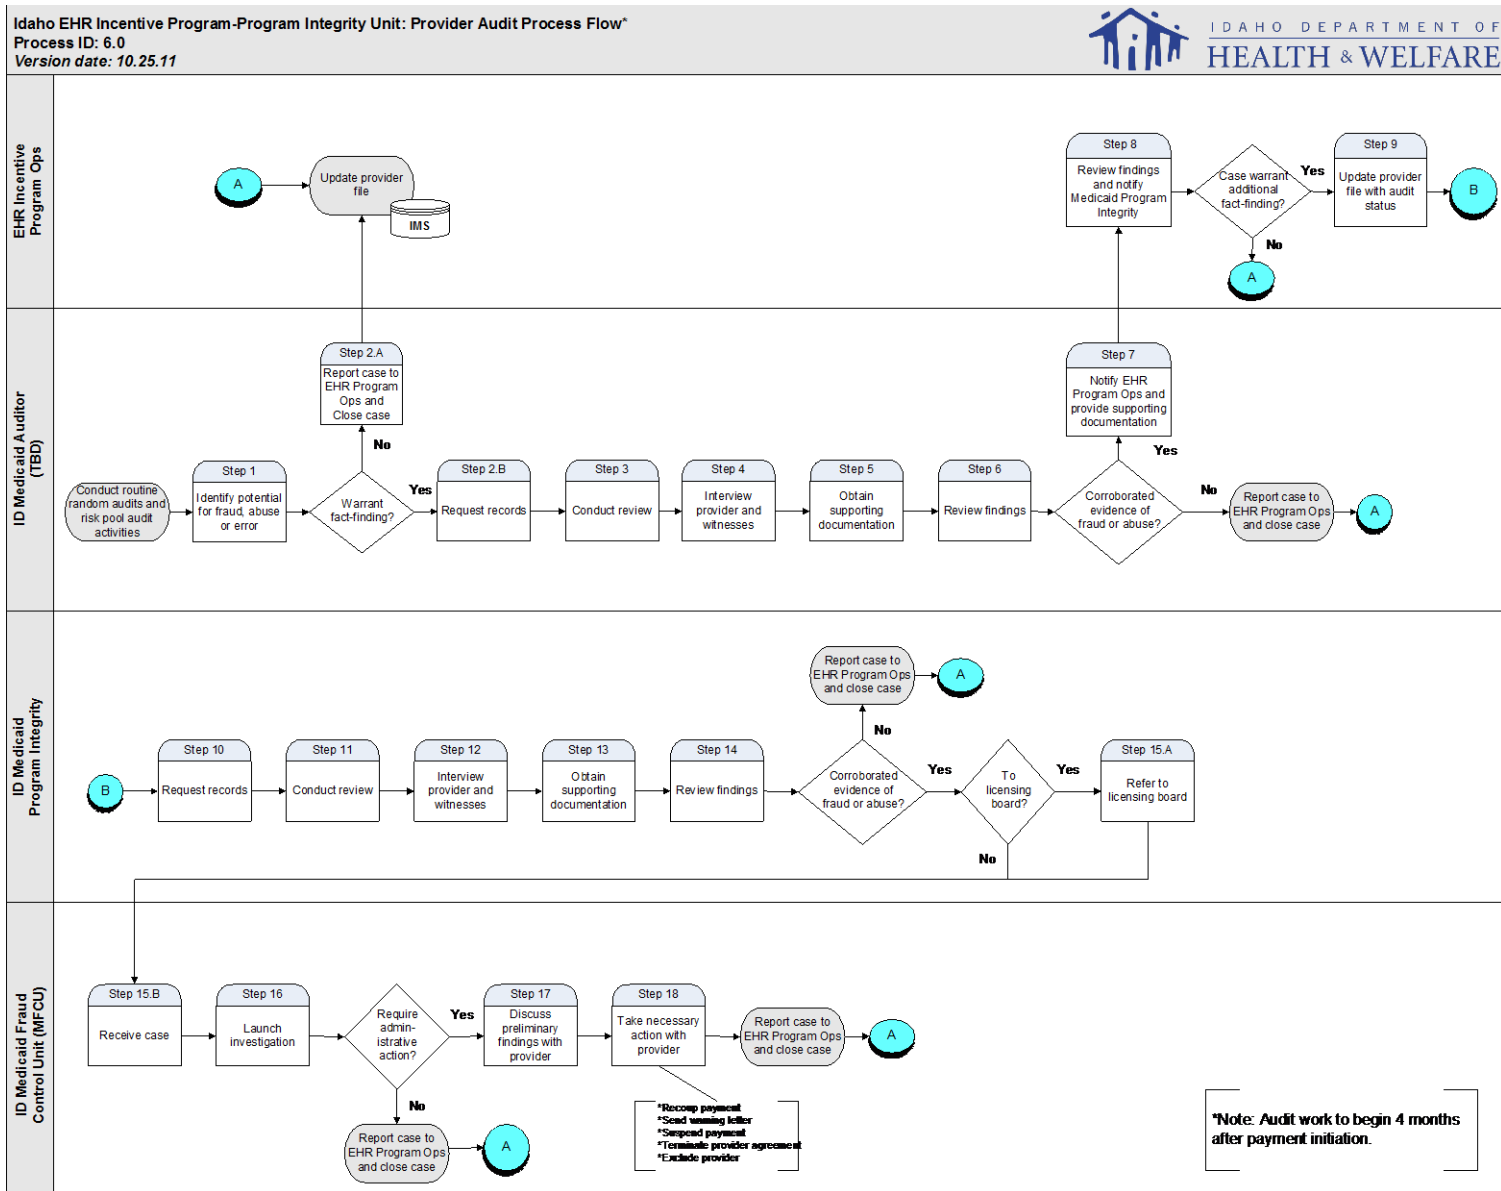 Idaho EHR Incentive Program-Program Integrity Unit: Provider Audit Process Flow*
Process ID: 6.0
Version date: 10.25.11
IDAHO DEPARTMENT OF
HEALTH & WELFARE
EHR Incentive
Program Ops
A
Update provider
file
IMS
Step 8
Review findings
and notify
Medicaid Program
Integrity
Case warrant
additional
fact-finding?
Yes
No
A
Step 9
Update provider
file with audit
status
B
ID Medicaid Auditor
(TBD)
Conduct routine
random audits and
risk pool audit
activities
Step 1
Identify potential
for fraud, abuse
or error
Warrant
fact-finding?
No
Yes
Step 2.A
Report case to
EHR Program
Ops and
Close case
Step 2.B
Request records
Step 3
Conduct review
Step 4
Interview
provider and
witnesses
Step 5
Obtain
supporting
documentation
Step 6
Review findings
Corroborated
evidence of
fraud or abuse?
Yes
No
Step 7
Notify EHR
Program Ops and
provide supporting
documentation
Report case to
EHR Program Ops
and close case
A
ID Medicaid
Program Integrity
B
Step 10
Request records
Step 11
Conduct review
Step 12
Interview
provider and
witnesses
Step 13
Obtain
supporting
documentation
Step 14
Review findings
Corroborated
evidence of
fraud or abuse?
No
Report case to
EHR Program Ops
and close case
A
Yes
To
licensing
board?
Yes
No
Step 15.A
Refer to
licensing board
ID Medicaid Fraud
Control Unit (MFCU)
Step 15.B
Receive case
Step 16
Launch
investigation
Require
admin-
istrative
action?
Yes
No
Report case to
EHR Program Ops
and close case
A
Step 17
Discuss
preliminary
findings with
provider
Step 18
Take necessary
action with
provider
*Recoup payment
*Send warning letter
*Suspend payment
*Terminate provider agreement
*Exclude provider
Report case to
EHR Program Ops
and close case
A
*Note: Audit work to begin 4 months
after payment initiation.